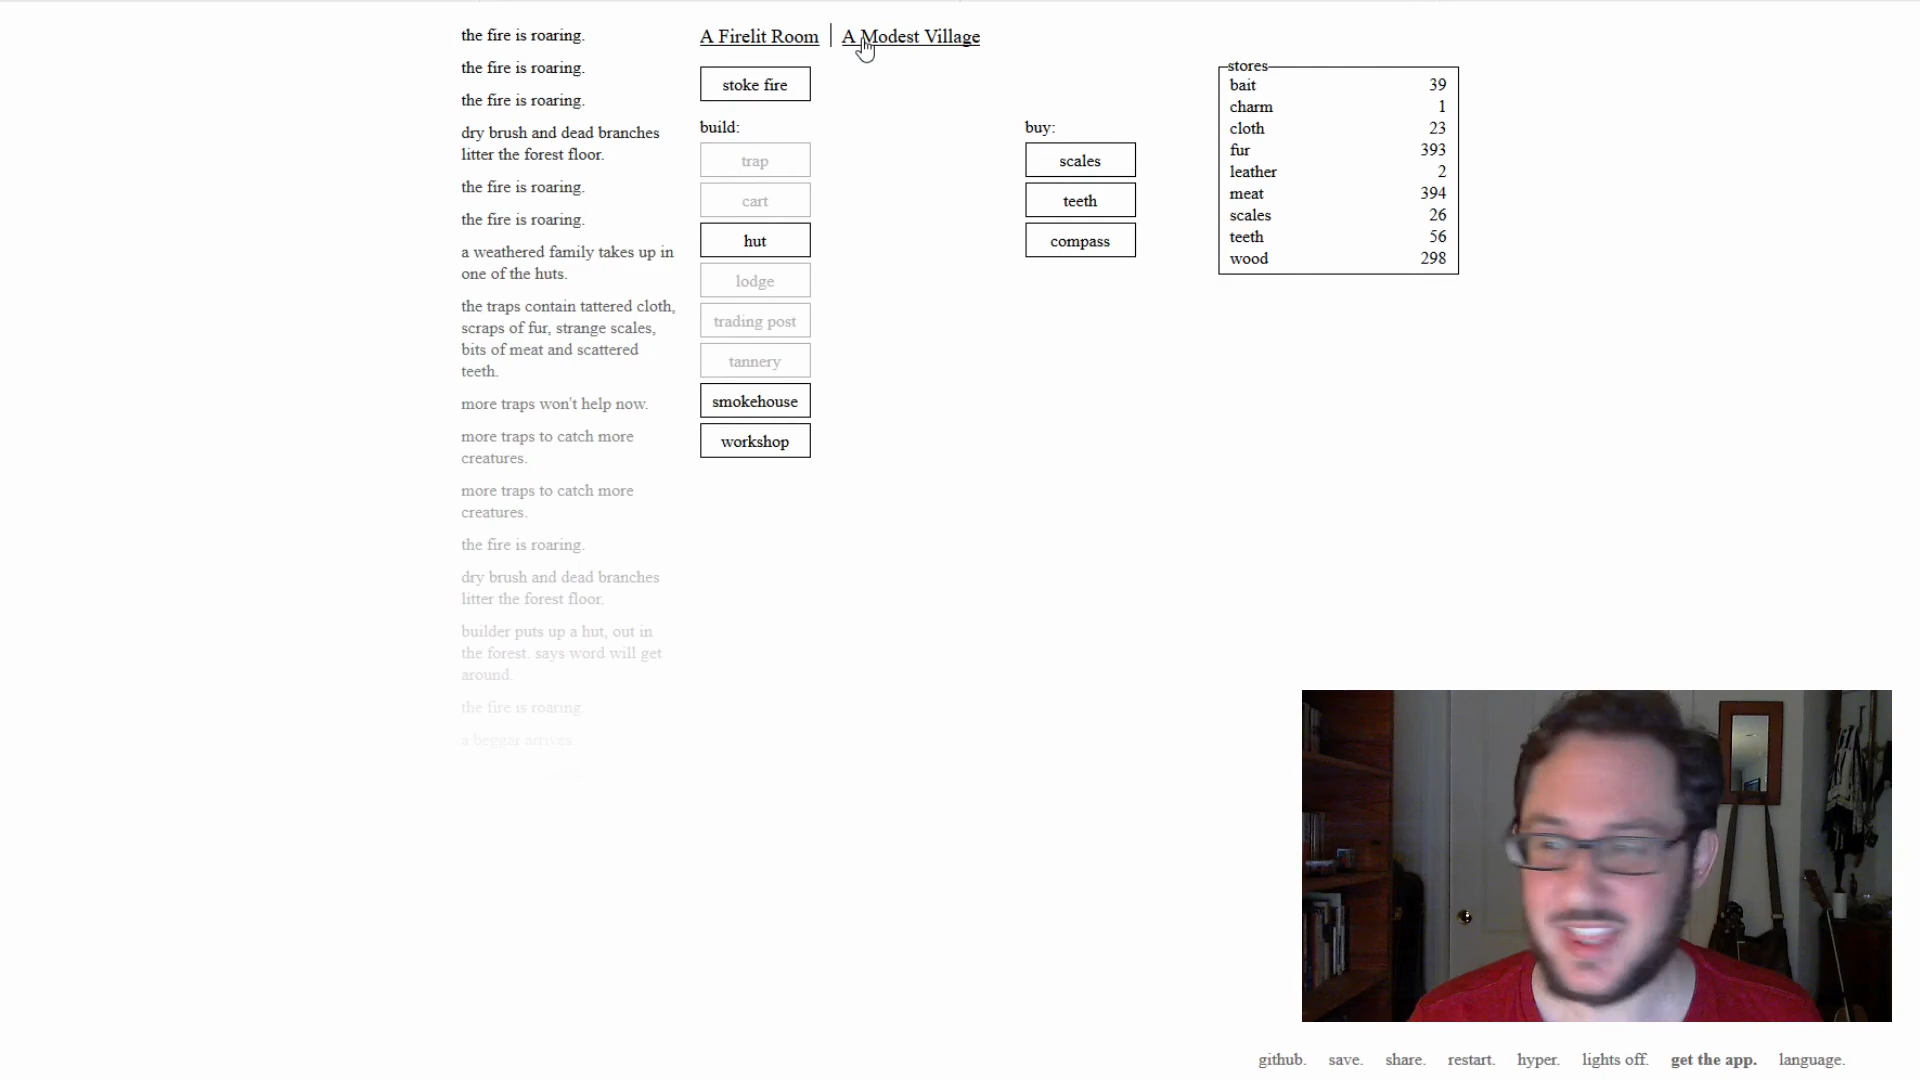 the fire is roaring.
the fire is roaring.
the fire is roaring.
dry brush and dead branches
litter the forest floor.
the fire is roaring.
the fire is roaring.
a weathered family takes up in
one of the huts.
the traps contain tattered cloth,
scraps of fur, strange scales,
bits of meat and scattered
teeth.
more traps won't help now.
more traps to catch more
creatures.
more traps to catch more
creatures.
the fire is roaring.
dry brush and dead branches
litter the forest floor.
builder puts up a hut, out in
the forest. says word will get
around.
the fire is roaring.
a beggar arrives.
A Firelit Room | A Modest Village
stoke fire
build:
trap
cart
hut
lodge
trading post
tannery
smokehouse
workshop
buy:
scales
teeth
compass
stores
bait 39
charm 1
cloth 23
fur 393
leather 2
meat 394
scales 26
teeth 56
wood 298
github. save. share. restart. hyper. lights off. get the app. language.